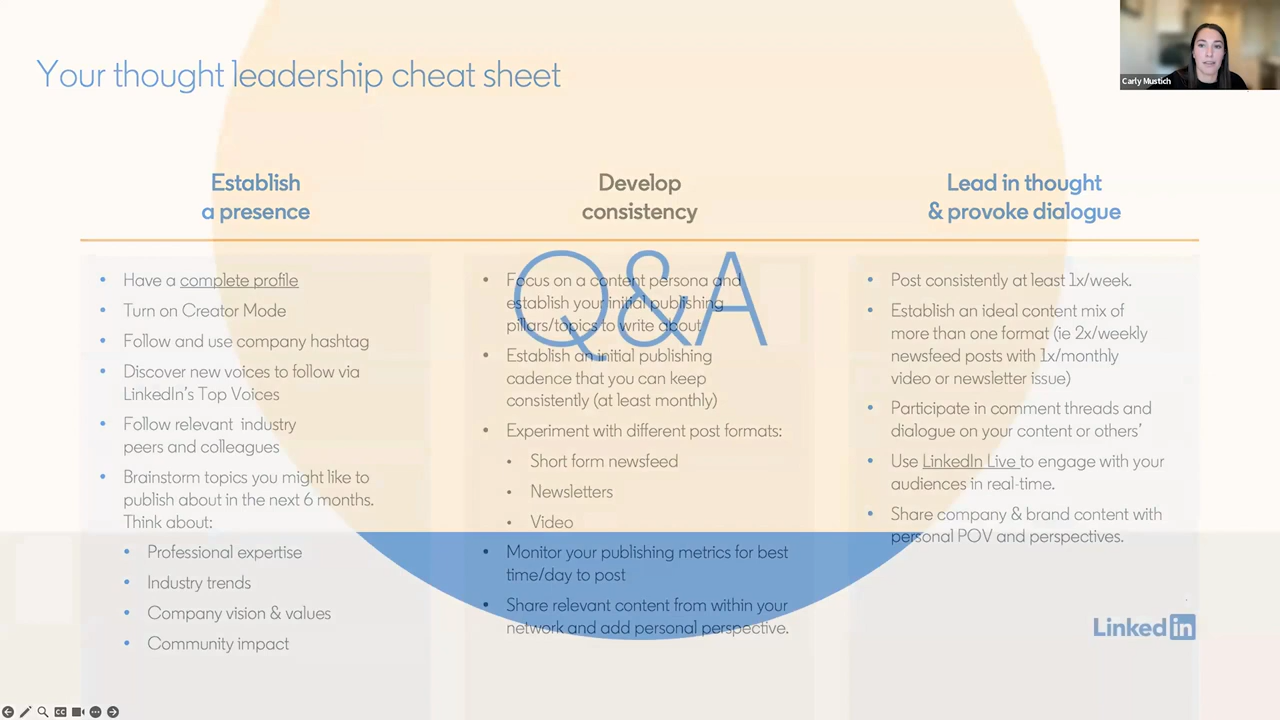 Your thought leadership cheat sheet
Carly Mustich
Establish
a presence
Have a complete profile
Turn on Creator Mode
Follow and use company hashtag
Discover new voices to follow via
LinkedIn's Top Voices
Follow relevant industry
peers and colleagues
Brainstorm topics you might like to
publish about in the next 6 months.
Think about:
Professional expertise
Industry trends
Company vision & values
Community impact
Develop
consistency
Q&A
Focus on a content persona and
establish your initial publishing
pillars/topics to write about
Establish an initial publishing
cadence that you can keep
consistently (at least monthly)
Experiment with different post formats:
Short form newsfeed
Newsletters
Video
Monitor your publishing metrics for best
time/day to post
Share relevant content from within your
network and add personal perspective.
Lead in thought
& provoke dialogue
Post consistently at least 1x/week.
Establish an ideal content mix of
more than one format (ie 2x/weekly
newsfeed posts with 1x/monthly
video or newsletter issue)
Participate in comment threads and
dialogue on your content or others'
Use LinkedIn Live to engage with your
audiences in real-time.
Share company & brand content with
personal POV and perspectives.
LinkedIn
CC